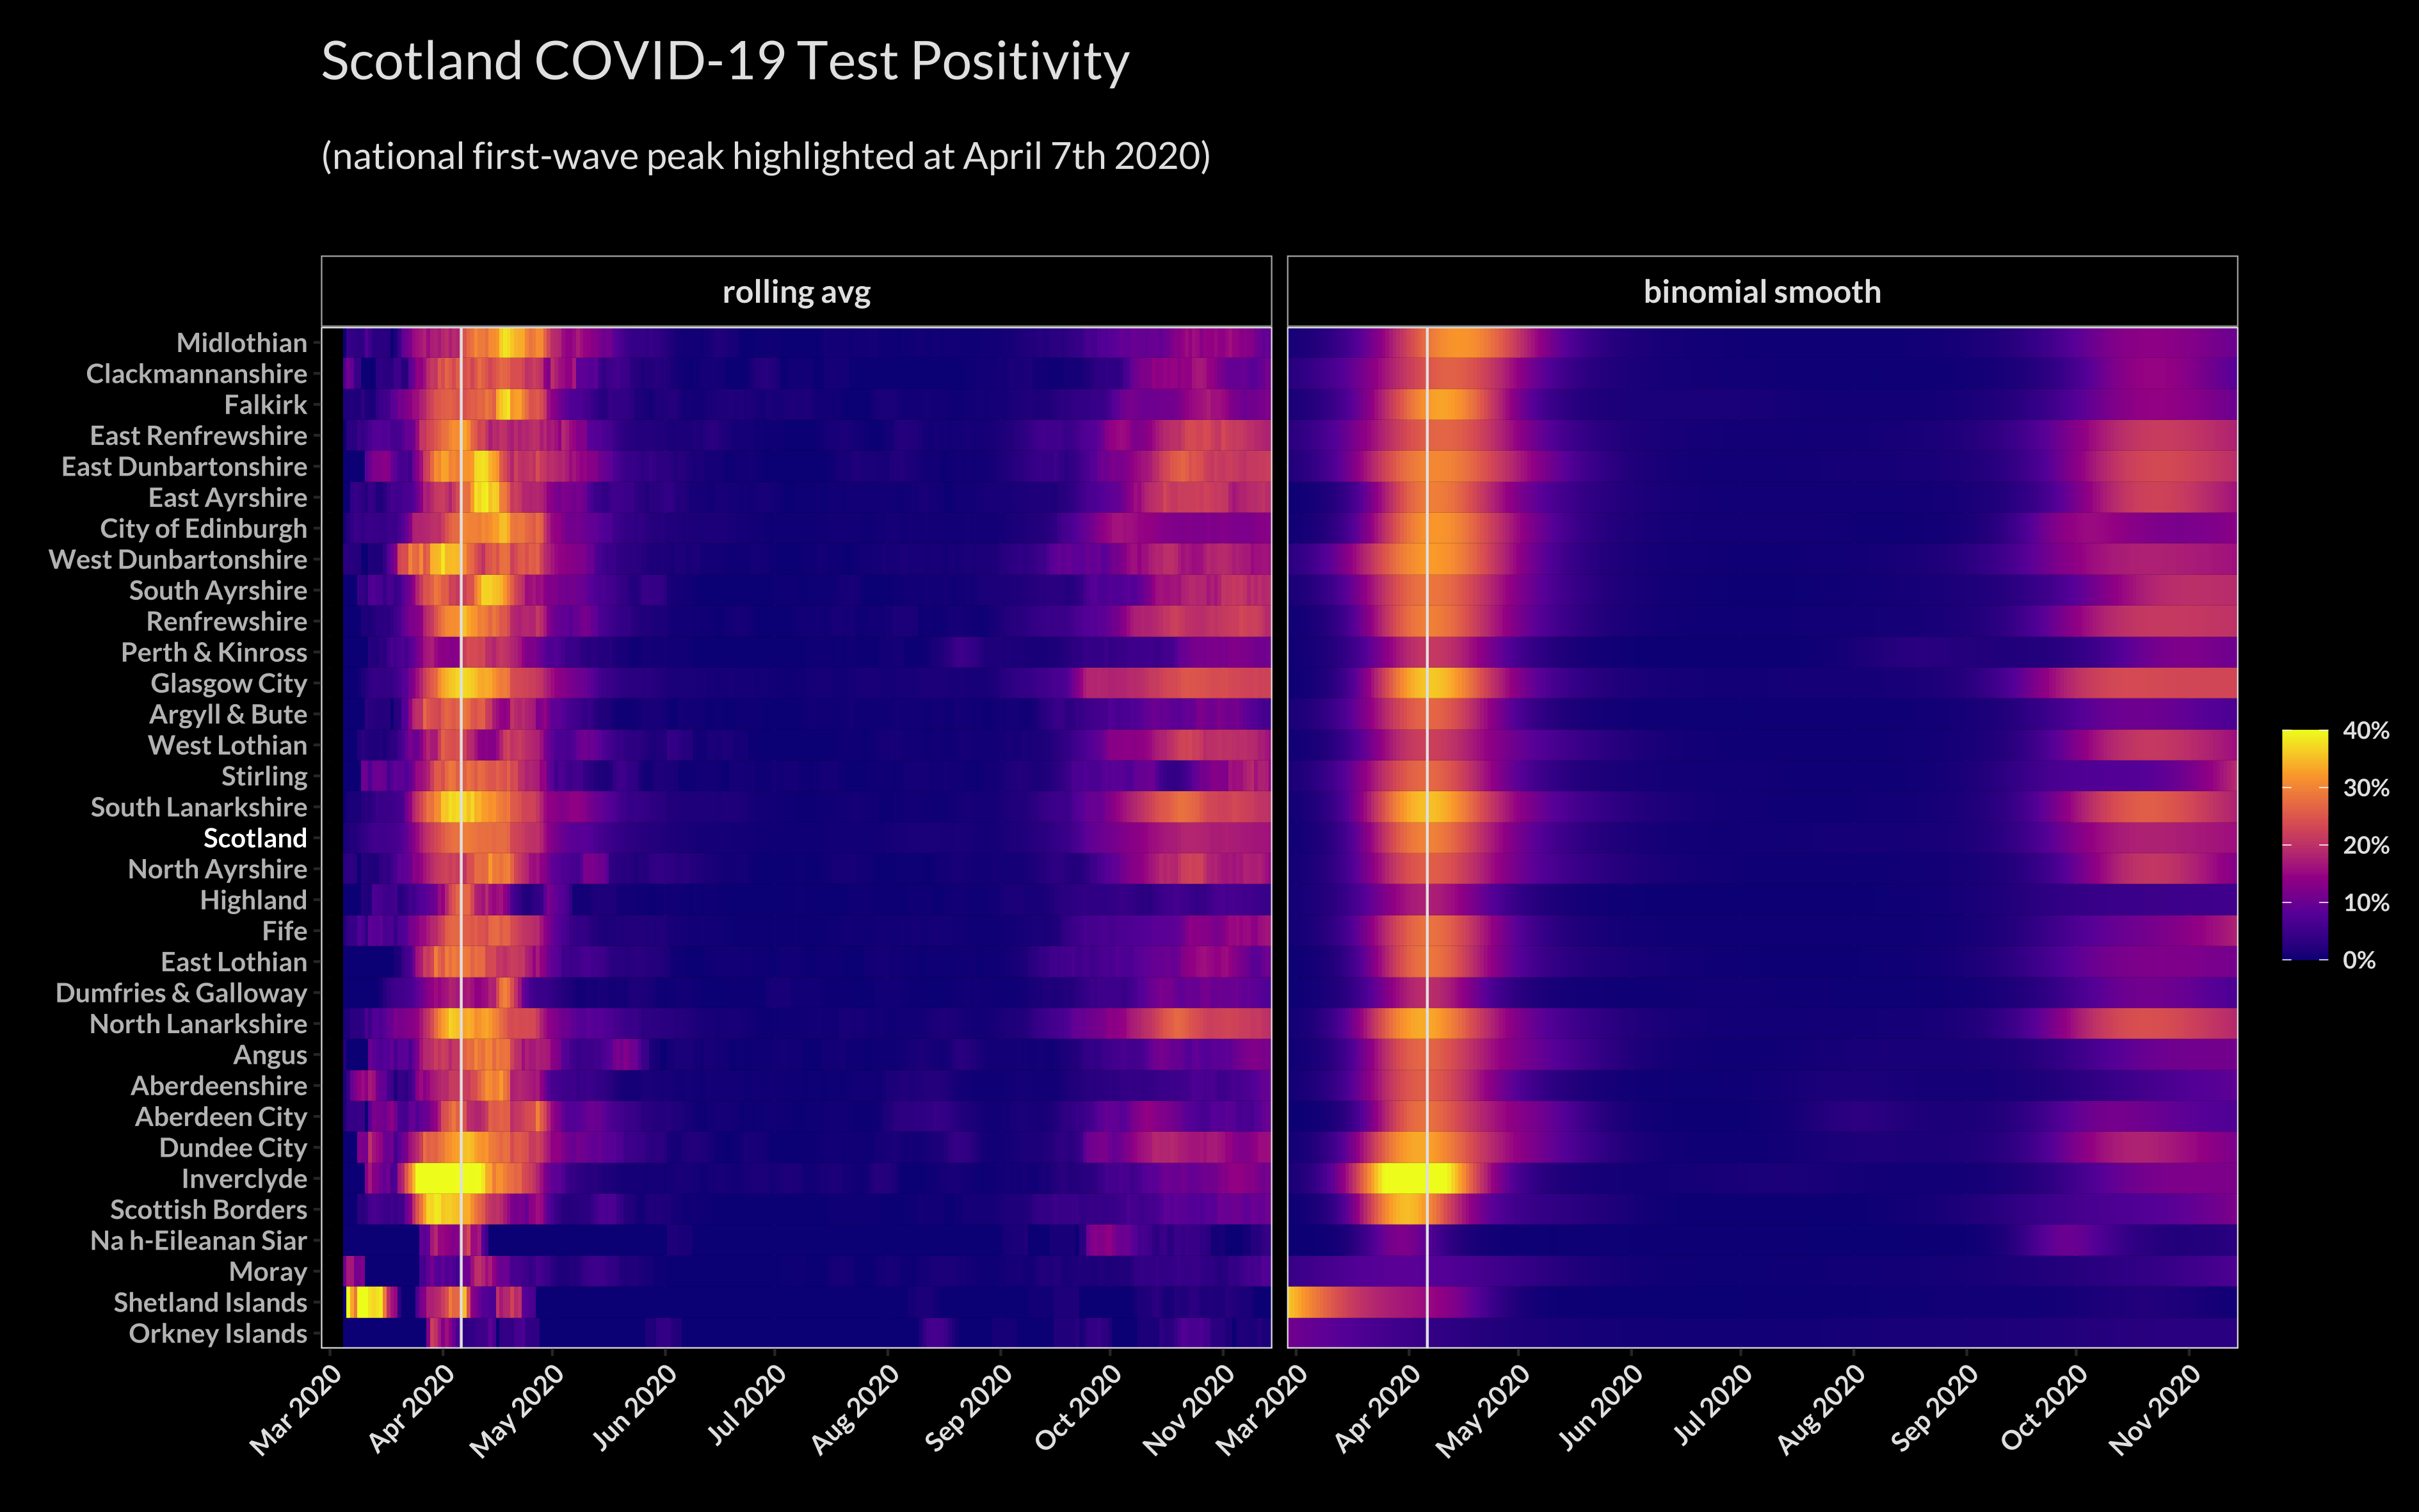 Scotland COVID-19 Test Positivity
(national first-wave peak highlighted at April 7th 2020)
rolling avg
binomial smooth
Midlothian
Clackmannanshire
Falkirk
East Renfrewshire
East Dunbartonshire
East Ayrshire
City of Edinburgh
West Dunbartonshire
South Ayrshire
Renfrewshire
Perth & Kinross
Glasgow City
Argyll & Bute
West Lothian
Stirling
South Lanarkshire
Scotland
North Ayrshire
Highland
Fife
East Lothian
Dumfries & Galloway
North Lanarkshire
Angus
Aberdeenshire
Aberdeen City
Dundee City
Inverclyde
Scottish Borders
Na h-Eileanan Siar
Moray
Shetland Islands
Orkney Islands
Mar 2020
Apr 2020
May 2020
Jun 2020
Jul 2020
Aug 2020
Sep 2020
Oct 2020
Nov 2020
Mar 2020
Apr 2020
May 2020
Jun 2020
Jul 2020
Aug 2020
Sep 2020
Oct 2020
Nov 2020
40%
30%
20%
10%
0%